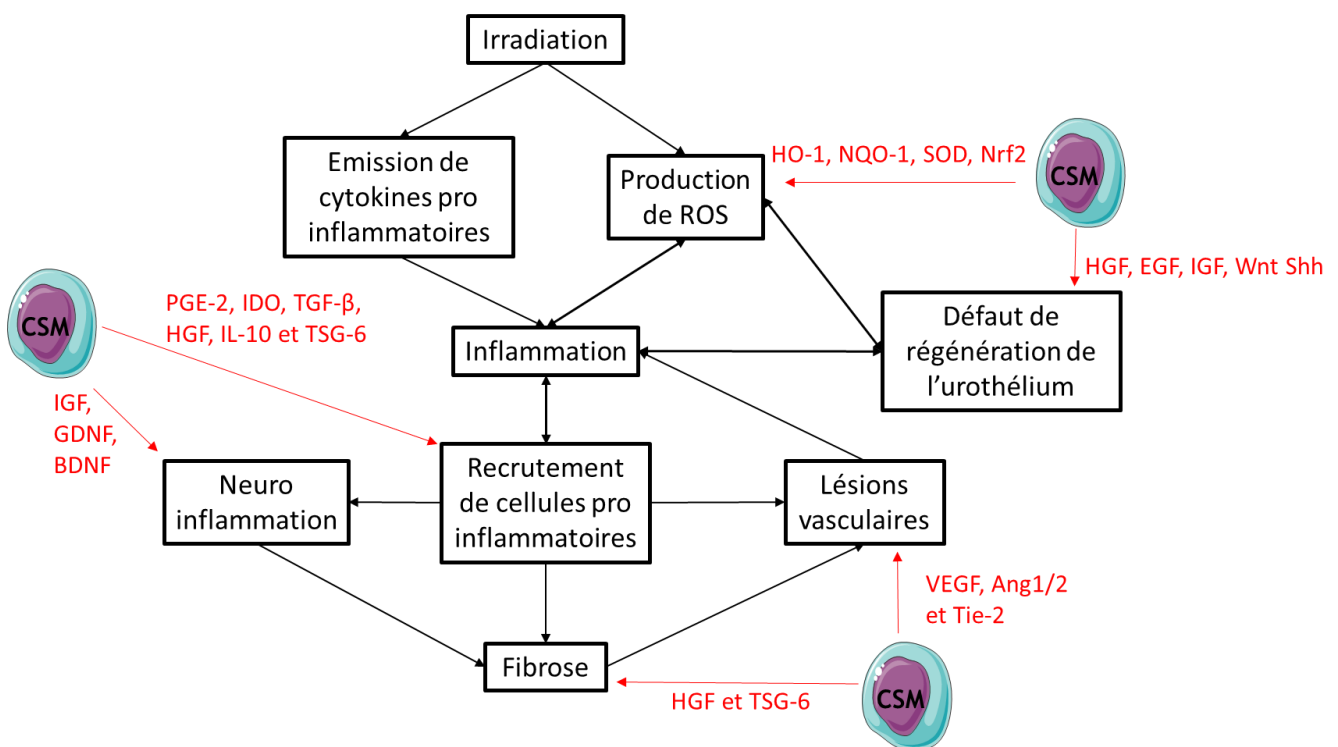 Irradiation
Emission de
cytokines pro
inflammatoires
Production
de ROS
HO-1, NQO-1, SOD, Nrf2
CSM
HGF, EGF, IGF, Wnt Shh
CSM
PGE-2, IDO, TGF-β,
HGF, IL-10 et TSG-6
Inflammation
Défaut de
régénération de
l'urothélium
IGF,
GDNF,
BDNF
Neuro
inflammation
Recrutement
de cellules pro
inflammatoires
Lésions
vasculaires
VEGF, Ang1/2
et Tie-2
Fibrose
HGF et TSG-6
CSM